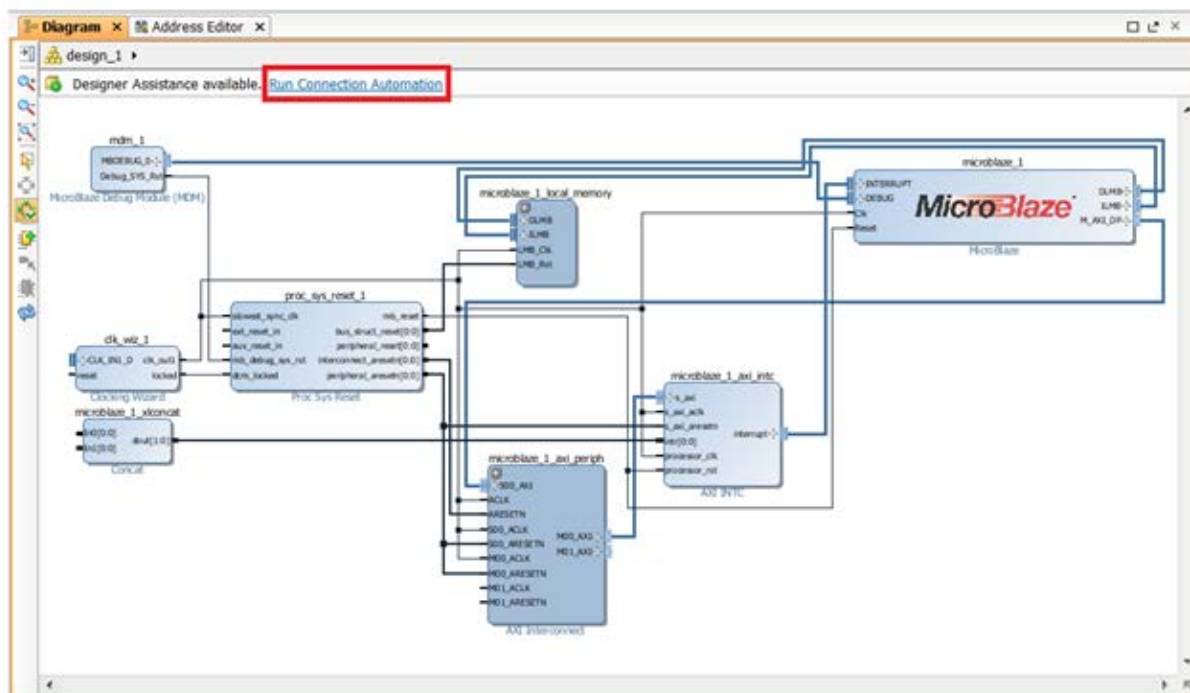 Diagram
Address Editor
design_1
Designer Assistance available. Run Connection Automation
mdm_1
MBDEBUG_0
Debug_SYS_Rst
MicroBlaze Debug Module (MDM)
microblaze_1_local_memory
DLMB
ILMB
LMB_Clk
LMB_Rst
microblaze_1
INTERRUPT
DEBUG
Clk
Reset
MicroBlaze
DLMB
ILMB
M_AXI_DP
MicroBlaze
proc_sys_reset_1
slowest_sync_clk
ext_reset_in
aux_reset_in
mb_debug_sys_rst
dcm_locked
mb_reset
bus_struct_reset[0:0]
peripheral_reset[0:0]
interconnect_aresetn[0:0]
peripheral_aresetn[0:0]
Proc Sys Reset
clk_wiz_1
CLK_IN1_D
reset
clk_out1
locked
Clocking Wizard
microblaze_1_xlconcat
In0[0:0]
In1[0:0]
dout[1:0]
Concat
microblaze_1_axi_intc
s_axi
s_axi_aclk
s_axi_aresetn
intr[0:0]
processor_clk
processor_rst
interrupt
AXI INTC
microblaze_1_axi_periph
S00_AXI
ACLK
ARESETN
S00_ACLK
S00_ARESETN
M00_ACLK
M00_ARESETN
M01_ACLK
M01_ARESETN
M00_AXI
M01_AXI
AXI Interconnect